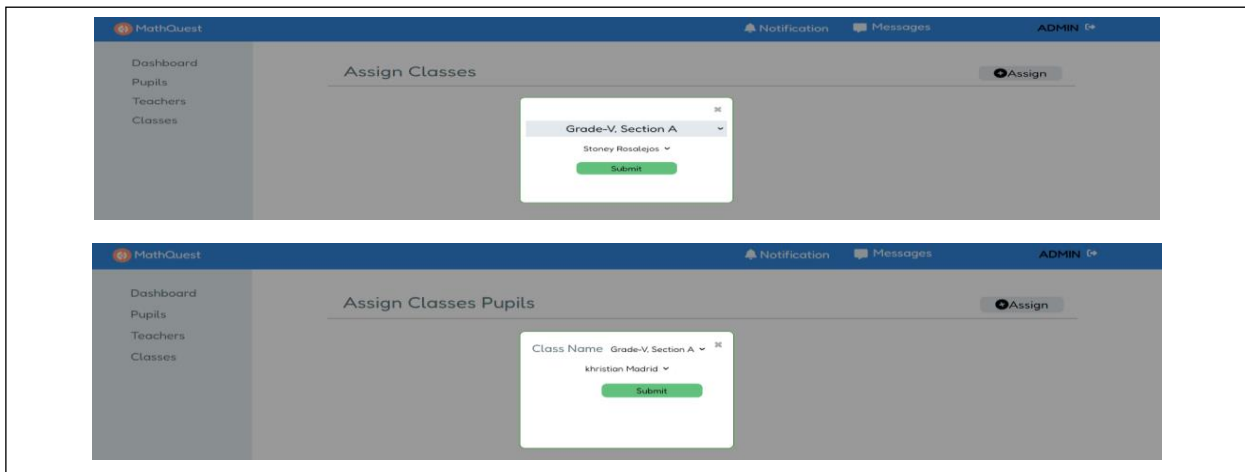 MathQuest Notification Messages ADMIN
Dashboard
Pupils
Teachers
Classes
Assign Classes
Assign
Grade-V, Section A
Stoney Rosalejos
Submit
MathQuest Notification Messages ADMIN
Dashboard
Pupils
Teachers
Classes
Assign Classes Pupils
Assign
Class Name Grade-V, Section A
khristian Madrid
Submit